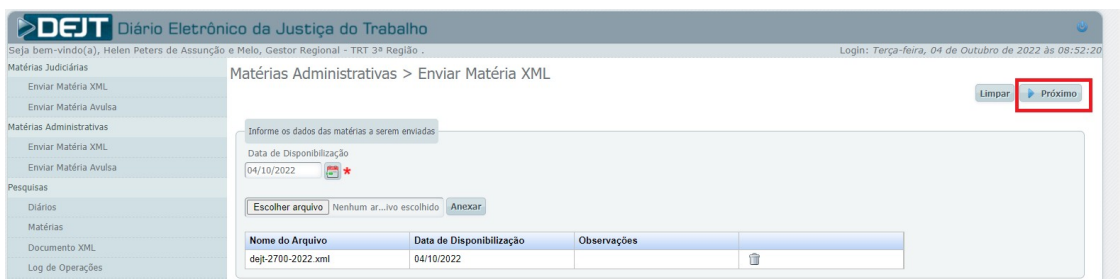 DEJT Diário Eletrônico da Justiça do Trabalho
Seja bem-vindo(a), Helen Peters de Assunção e Melo, Gestor Regional - TRT 3ª Região .
Login: Terça-feira, 04 de Outubro de 2022 às 08:52:20
Matérias Judiciárias
Enviar Matéria XML
Enviar Matéria Avulsa
Matérias Administrativas
Enviar Matéria XML
Enviar Matéria Avulsa
Pesquisas
Diários
Matérias
Documento XML
Log de Operações
Matérias Administrativas > Enviar Matéria XML
Limpar Próximo
Informe os dados das matérias a serem enviadas
Data de Disponibilização
04/10/2022 *
Escolher arquivo Nenhum ar...ivo escolhido Anexar
Nome do Arquivo Data de Disponibilização Observações
dejt-2700-2022.xml 04/10/2022